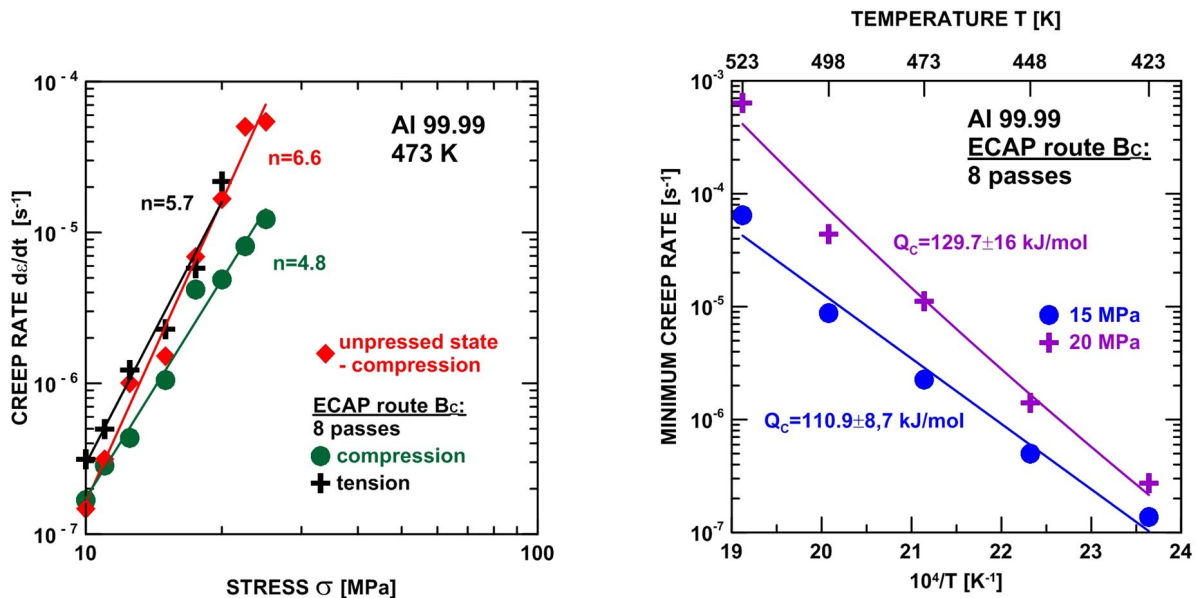 10⁻⁴
10⁻⁵
10⁻⁶
10⁻⁷
CREEP RATE dε/dt [s⁻¹]
Al 99.99
473 K
n=6.6
n=5.7
n=4.8
unpressed state
- compression
ECAP route Bc:
8 passes
compression
tension
10
100
STRESS σ [MPa]
TEMPERATURE T [K]
523
498
473
448
423
10⁻³
10⁻⁴
10⁻⁵
10⁻⁶
10⁻⁷
MINIMUM CREEP RATE [s⁻¹]
Al 99.99
ECAP route Bc:
8 passes
Q_C=129.7±16 kJ/mol
15 MPa
20 MPa
Q_C=110.9±8,7 kJ/mol
19
20
21
22
23
24
10⁴/T [K⁻¹]